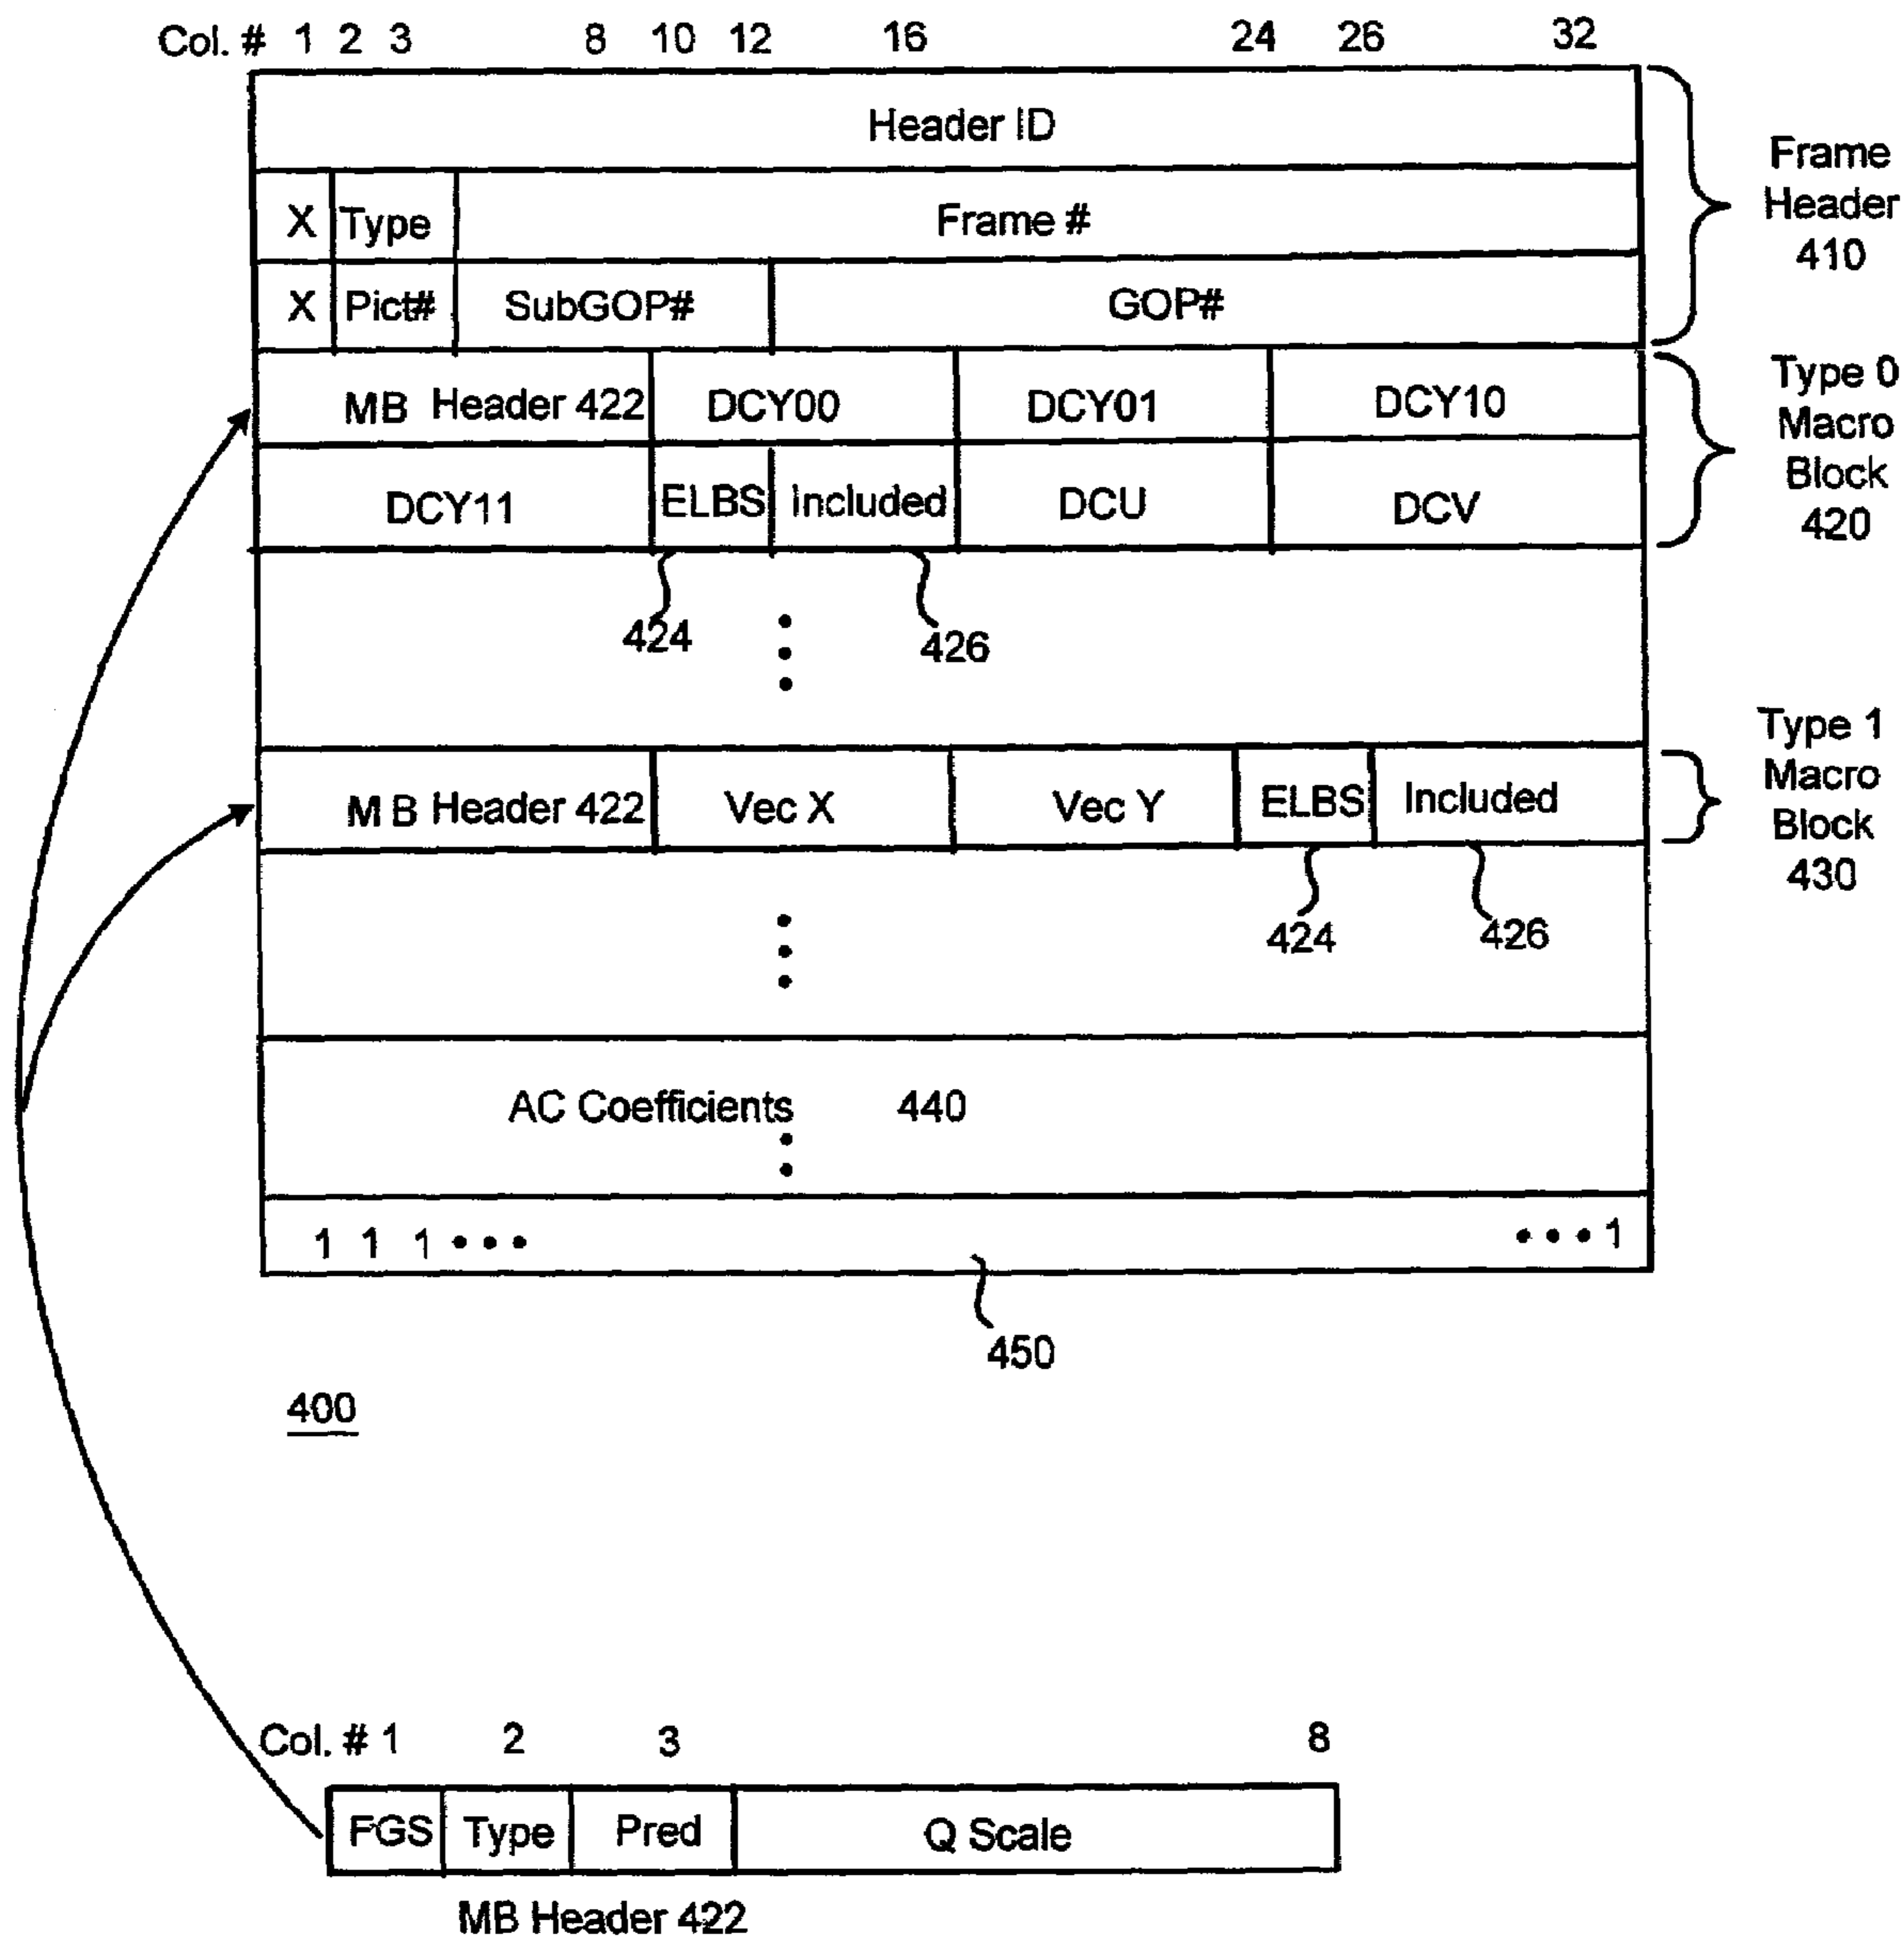 Col. # 1 2 3 8 10 12 16 24 26 32
Header ID
X Type Frame #
X Pict# SubGOP# GOP#
Frame
Header
410
MB Header 422 DCY00 DCY01 DCY10
DCY11 ELBS Included DCU DCV
Type 0
Macro
Block
420
424 426
M B Header 422 Vec X Vec Y ELBS Included
Type 1
Macro
Block
430
424 426
AC Coefficients 440
1 1 1 • • • • • • 1
450
400
Col. # 1 2 3 8
FGS Type Pred Q Scale
MB Header 422